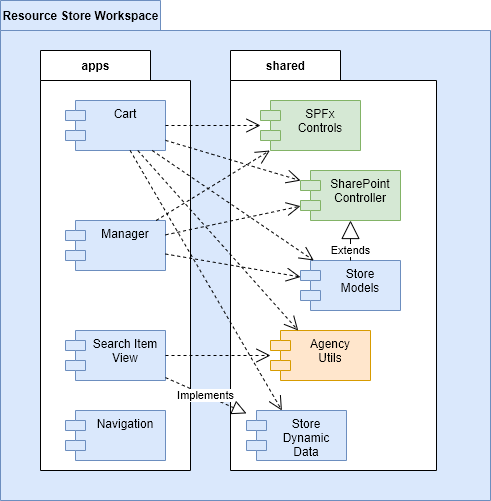 Resource Store Workspace
apps
shared
Cart
SPFx
Controls
SharePoint
Controller
Manager
Extends
Store
Models
Search Item
View
Agency
Utils
Implements
Navigation
Store
Dynamic
Data